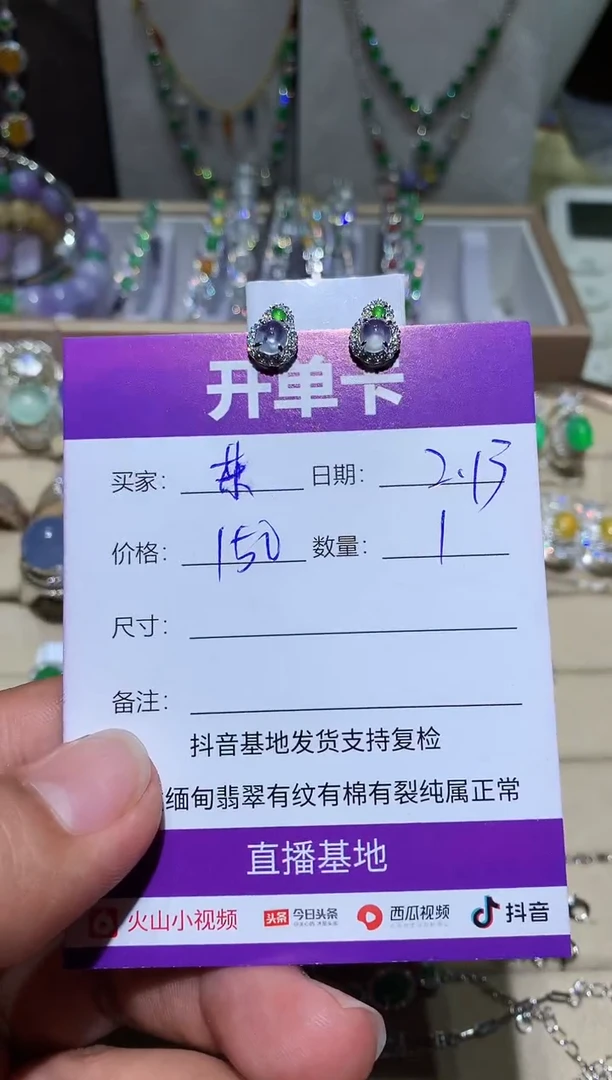 开单卡
买家： 日期：2.13
价格：150 数量：1
尺寸：
备注：
抖音基地发货支持复检
缅甸翡翠有纹有棉有裂纯属正常
直播基地
火山小视频 头条 今日头条 西瓜视频 抖音